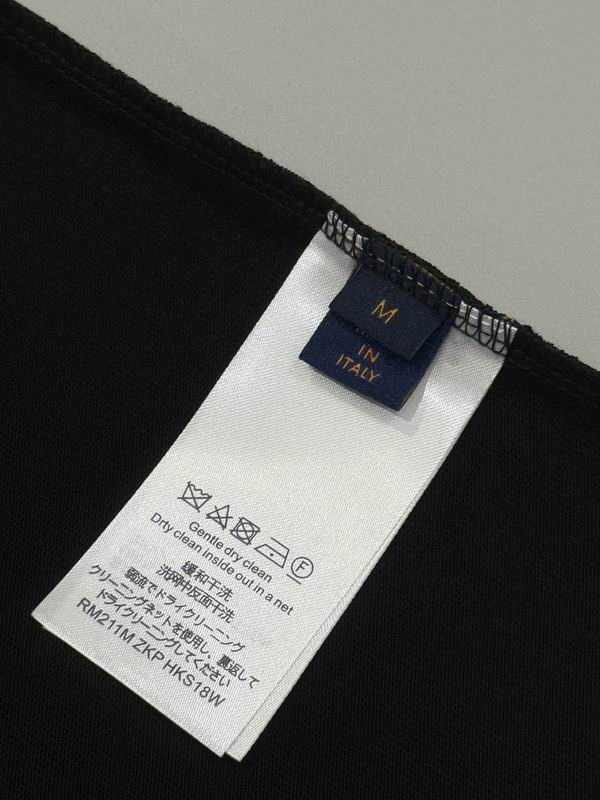 M
IN
ITALY
F
Gentle dry clean
Drty clean inside out in a net
缓和干洗
洗网中反面干洗
弱流でドライクリーニング
クリーニングネットを使用し、裏返して
ドライクリーニングしてください
RM211M ZKP HKS18W